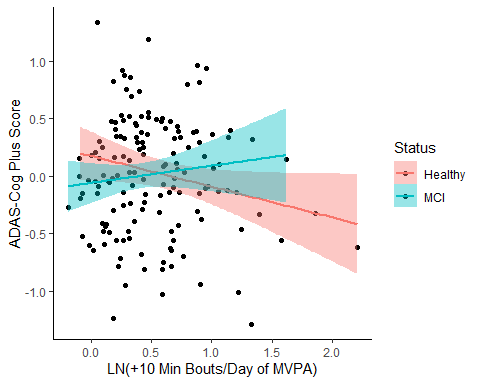 ADAS-Cog Plus Score
1.0
0.5
0.0
-0.5
-1.0
0.0 0.5 1.0 1.5 2.0
LN(+10 Min Bouts/Day of MVPA)
Status
Healthy
MCI